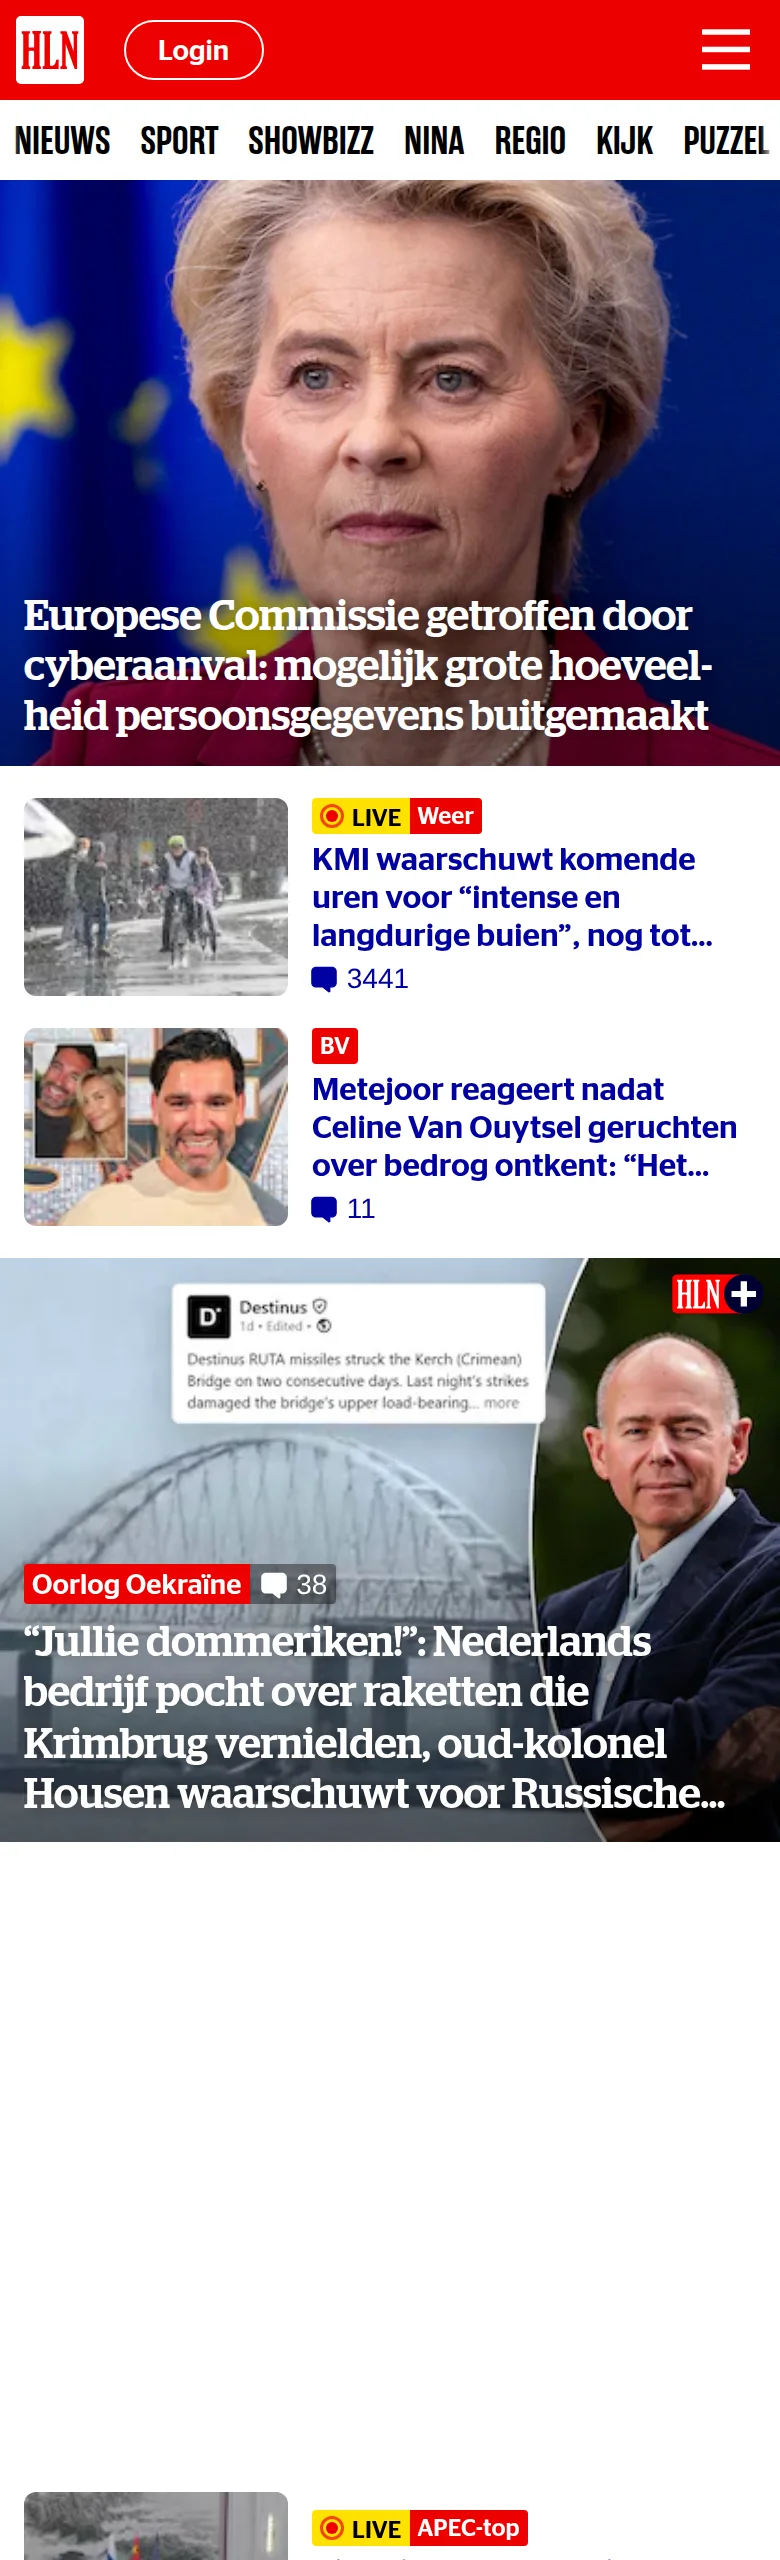 HLN
Login
NIEUWS SPORT SHOWBIZZ NINA REGIO KIJK PUZZEL
Europese Commissie getroffen door
cyberaanval: mogelijk grote hoeveel-
heid persoonsgegevens buitgemaakt
LIVE Weer
KMI waarschuwt komende
uren voor “intense en
langdurige buien”, nog tot...
3441
BV
Metejoor reageert nadat
Celine Van Ouytsel geruchten
over bedrog ontkent: “Het...
11
HLN+
D
Destinus
1d • Edited •
Destinus RUTA missiles struck the Kerch (Crimean)
Bridge on two consecutive days. Last night's strikes
damaged the bridge's upper load-bearing... more
Oorlog Oekraïne 38
“Jullie dommeriken!”: Nederlands
bedrijf pocht over raketten die
Krimbrug vernielden, oud-kolonel
Housen waarschuwt voor Russische...
LIVE APEC-top